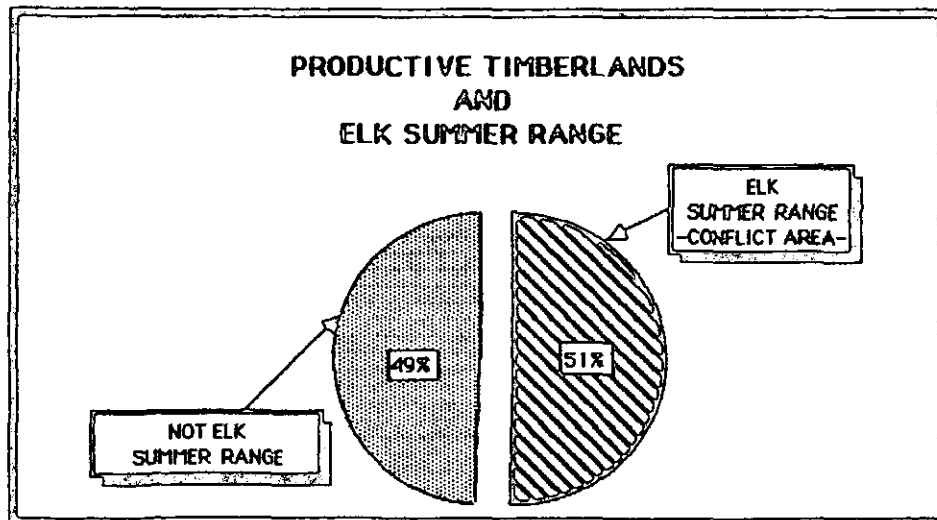 PRODUCTIVE TIMBERLANDS
AND
ELK SUMMER RANGE
ELK
SUMMER RANGE
-CONFLICT AREA-
49%
51%
NOT ELK
SUMMER RANGE